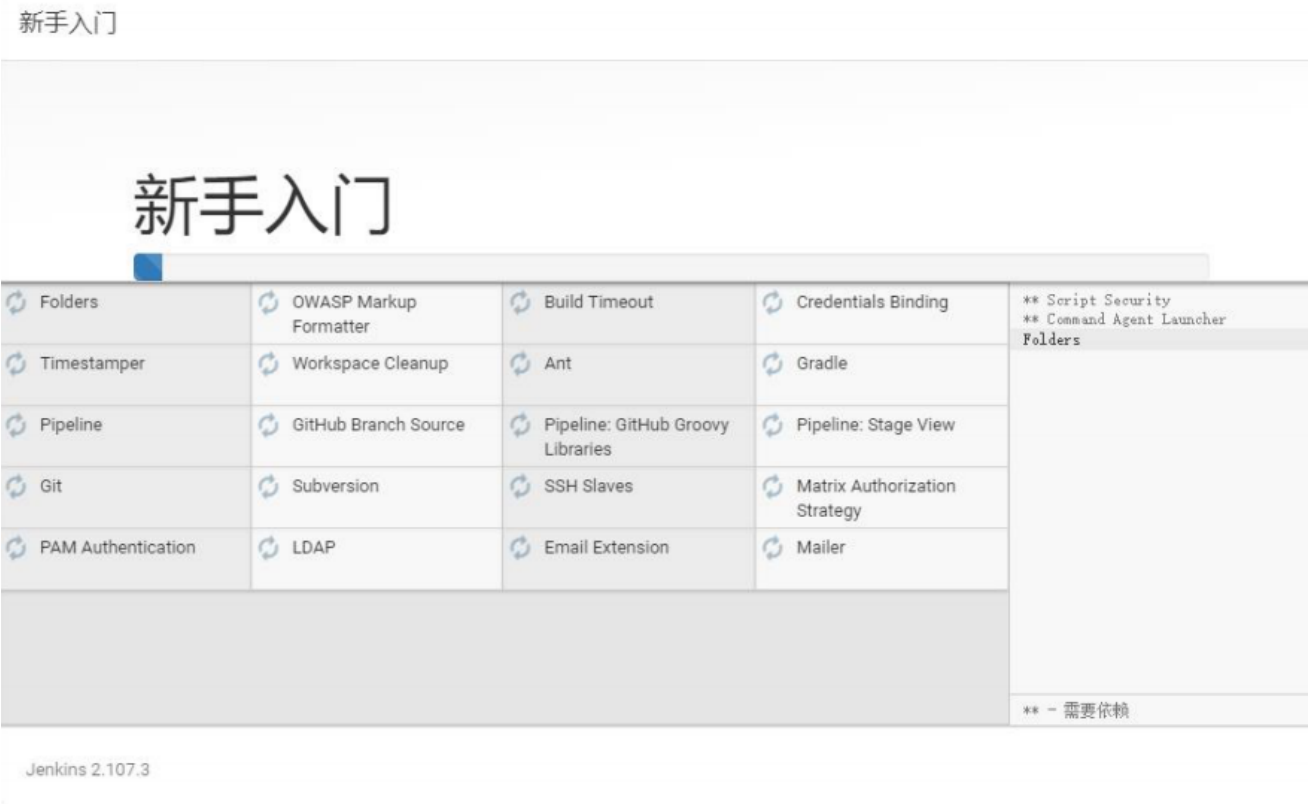 新手入门
新手入门
Folders
OWASP Markup
Formatter
Build Timeout
Credentials Binding
Timestamper
Workspace Cleanup
Ant
Gradle
Pipeline
GitHub Branch Source
Pipeline: GitHub Groovy
Libraries
Pipeline: Stage View
Git
Subversion
SSH Slaves
Matrix Authorization
Strategy
PAM Authentication
LDAP
Email Extension
Mailer
** Script Security
** Command Agent Launcher
Folders
** - 需要依赖
Jenkins 2.107.3